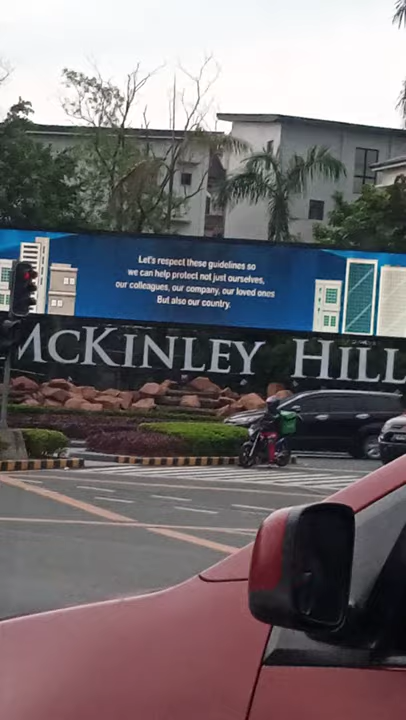 Let's respect these guidelines so
we can help protect not just ourselves,
our colleagues, our company, our loved ones
But also our country.
MCKINLEY HILL